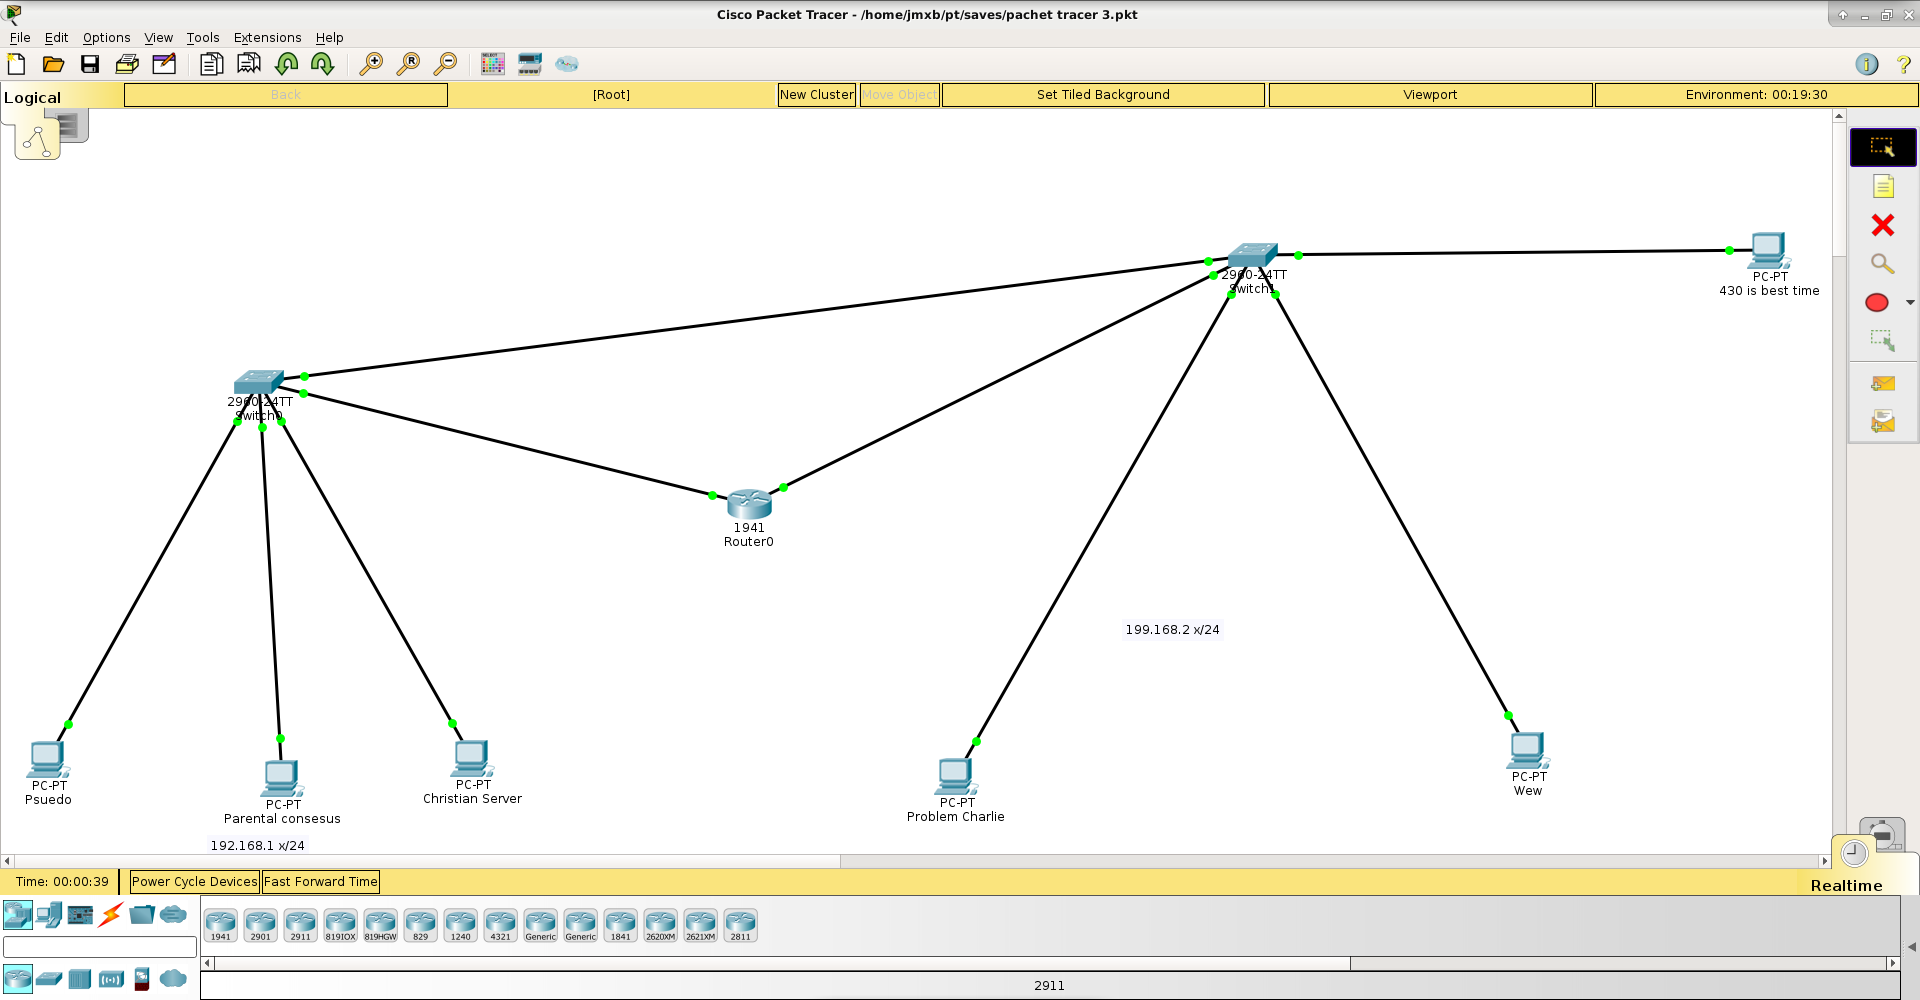 Cisco Packet Tracer - /home/jmxb/pt/saves/pachet tracer 3.pkt
File Edit Options View Tools Extensions Help
Logical
Back
[Root]
New Cluster
Move Object
Set Tiled Background
Viewport
Environment: 00:19:30
2960-24TT
Switch1
PC-PT
430 is best time
2960-24TT
Switch0
1941
Router0
199.168.2 x/24
PC-PT
Psuedo
PC-PT
Parental consesus
PC-PT
Christian Server
PC-PT
Problem Charlie
PC-PT
Wew
192.168.1 x/24
Time: 00:00:39
Power Cycle Devices
Fast Forward Time
Realtime
1941 2901 2911 819IOX 819HGW 829 1240 4321 Generic Generic 1841 2620XM 2621XM 2811
2911